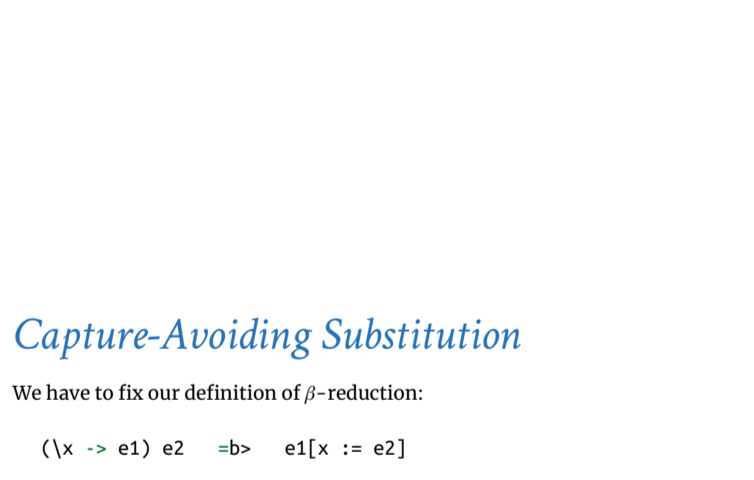 Capture-Avoiding Substitution
We have to fix our definition of β-reduction:
(\x -> e1) e2   =b>   e1[x := e2]